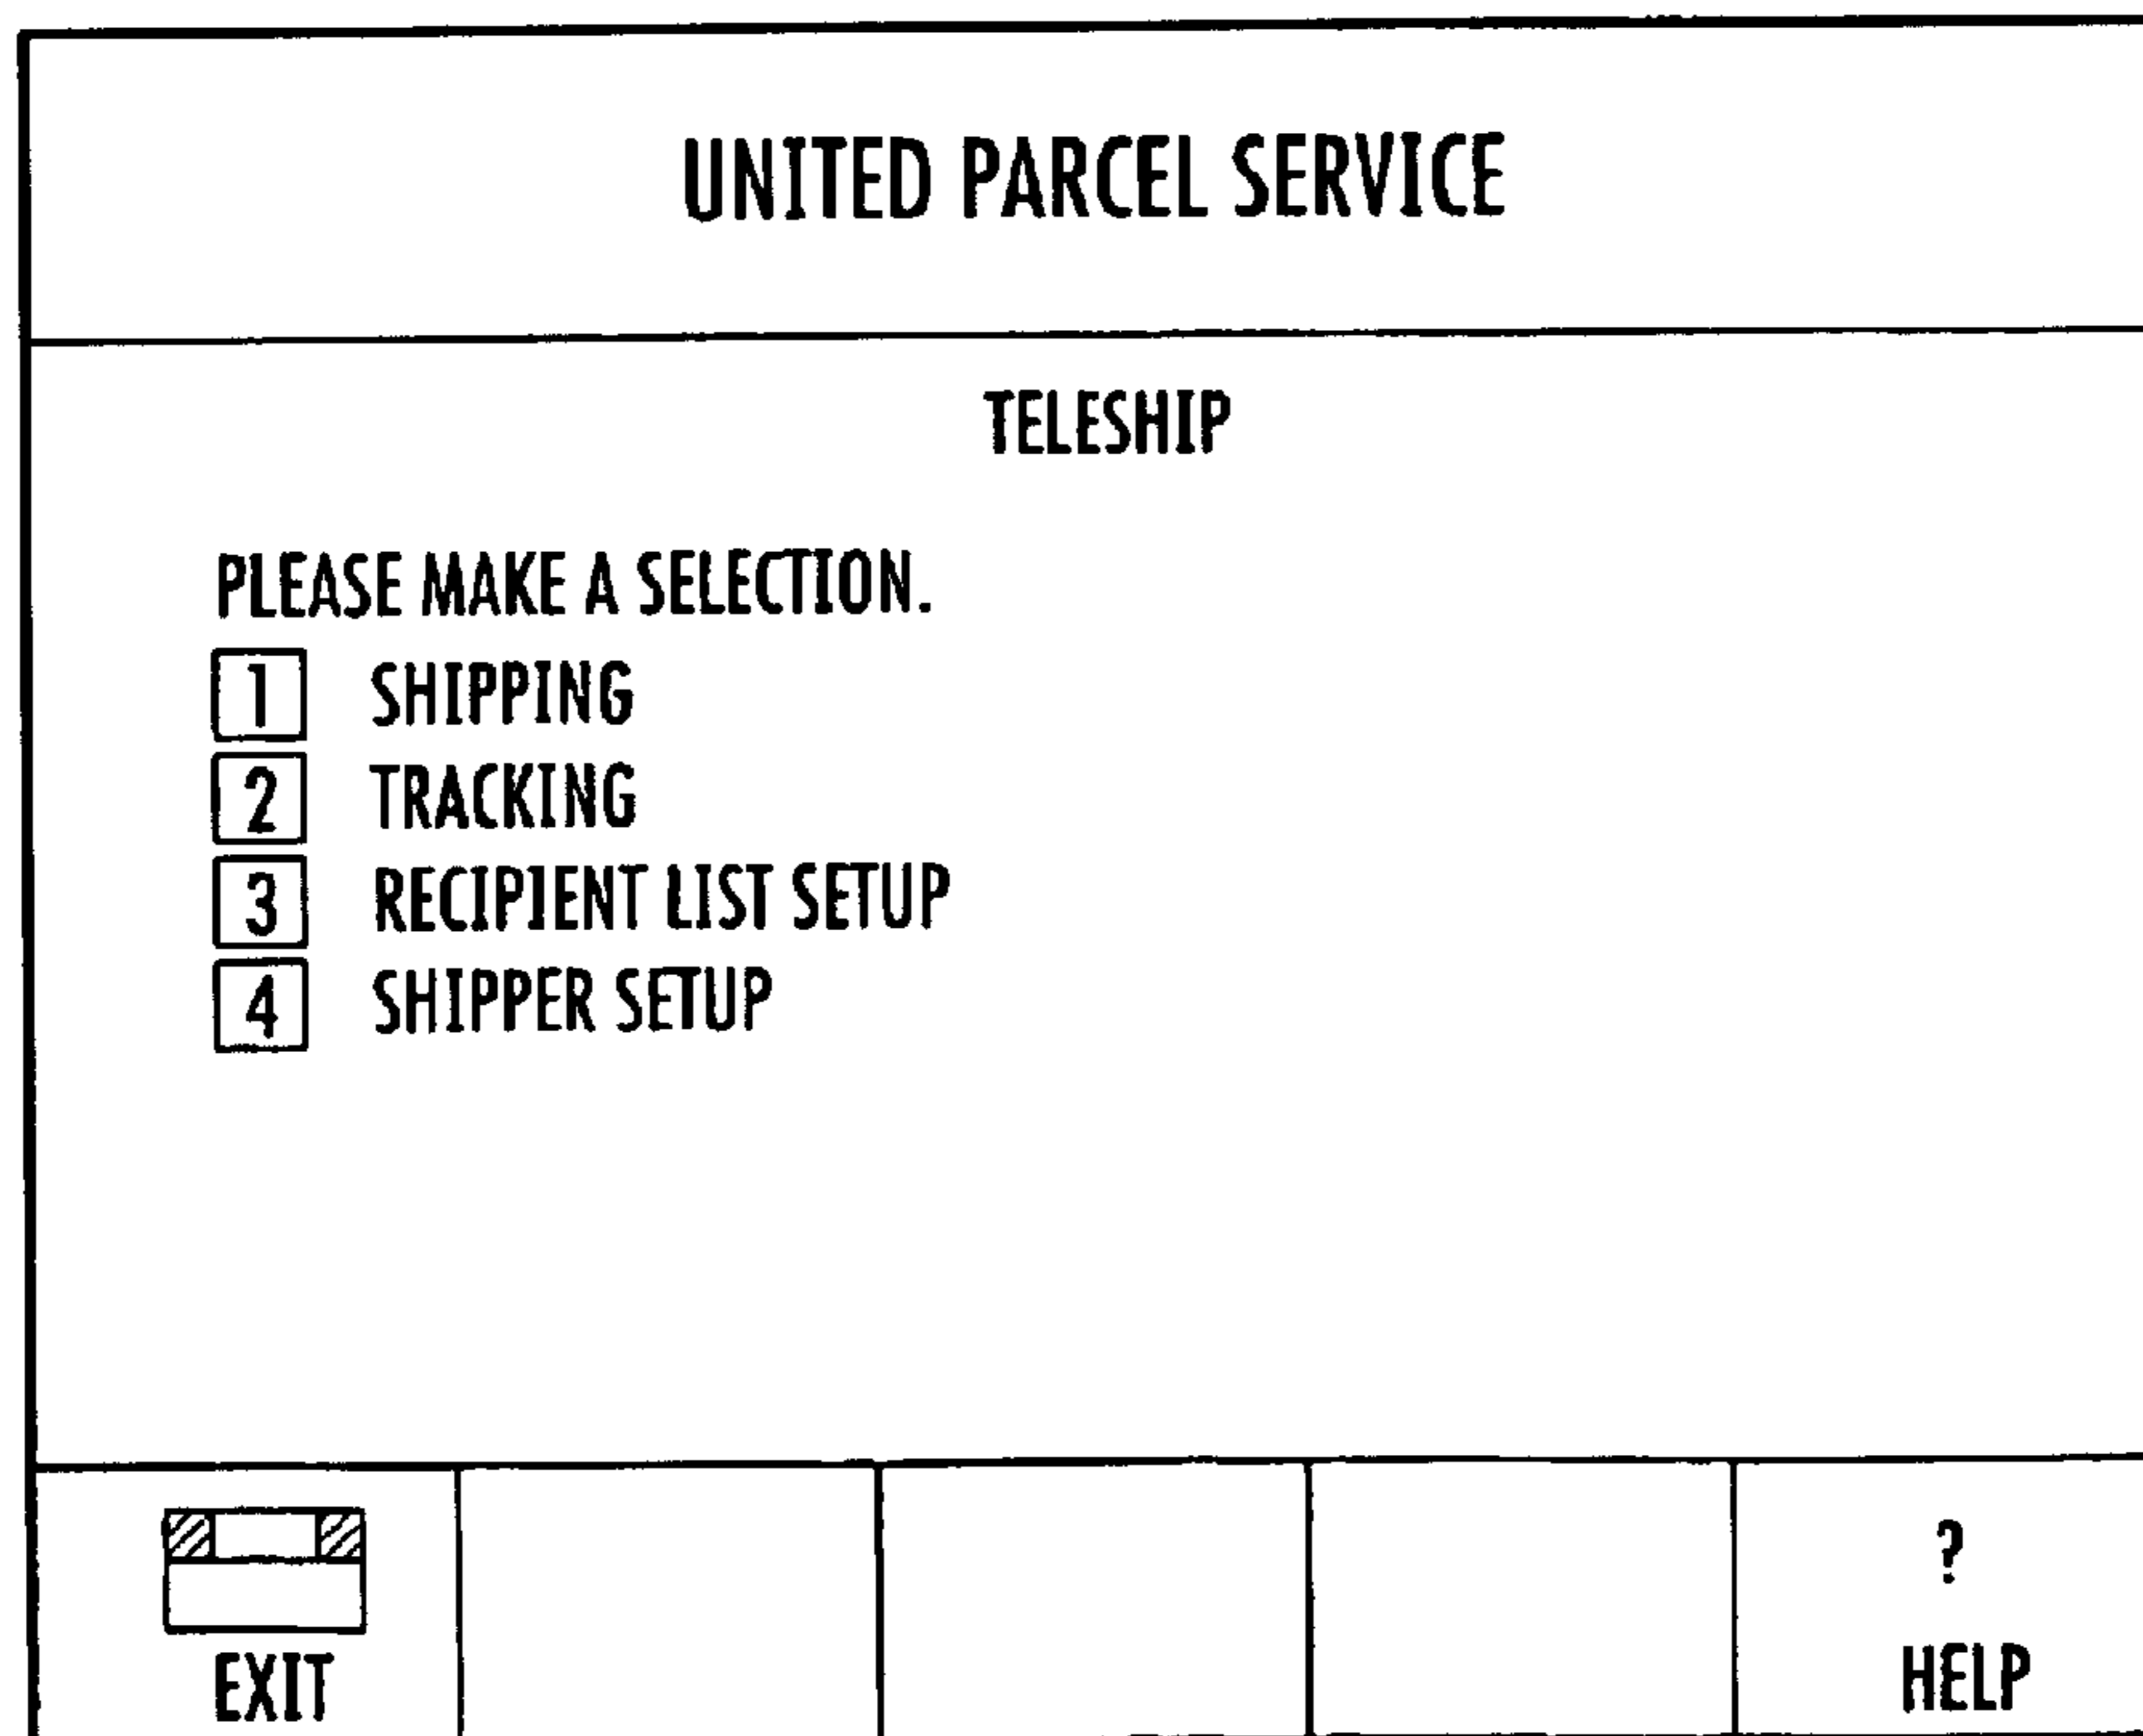 UNITED PARCEL SERVICE
TELESHIP
PLEASE MAKE A SELECTION.
1 SHIPPING
2 TRACKING
3 RECIPIENT LIST SETUP
4 SHIPPER SETUP
?
EXIT HELP